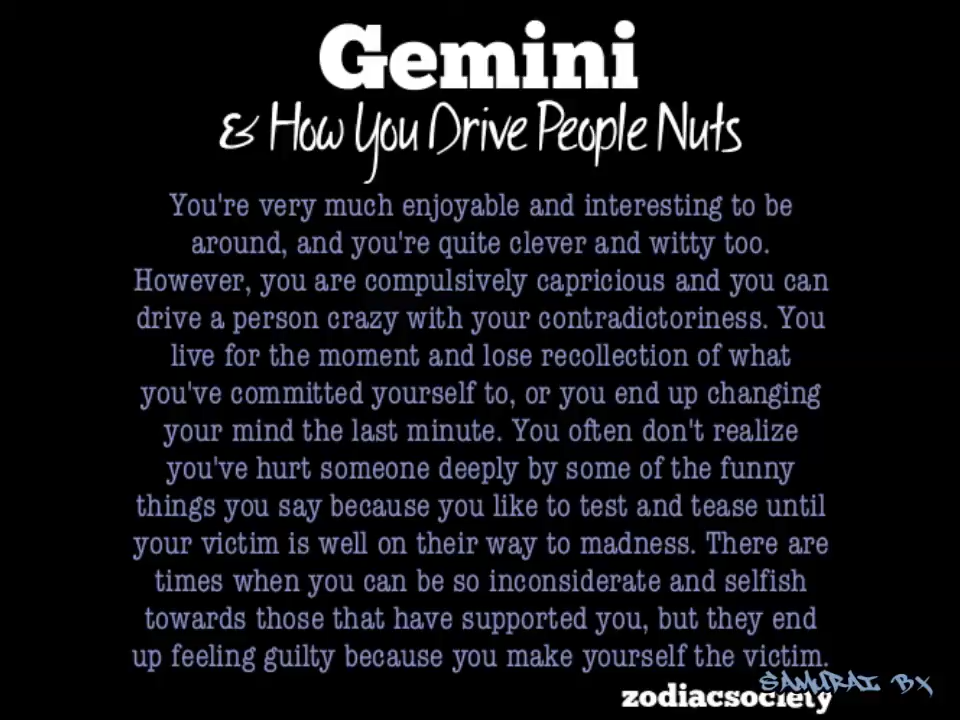 Gemini
& How You Drive People Nuts
You're very much enjoyable and interesting to be
around, and you're quite clever and witty too.
However, you are compulsively capricious and you can
drive a person crazy with your contradictoriness. You
live for the moment and lose recollection of what
you've committed yourself to, or you end up changing
your mind the last minute. You often don't realize
you've hurt someone deeply by some of the funny
things you say because you like to test and tease until
your victim is well on their way to madness. There are
times when you can be so inconsiderate and selfish
towards those that have supported you, but they end
up feeling guilty because you make yourself the victim.
SAMURAI BX
zodiacsociety